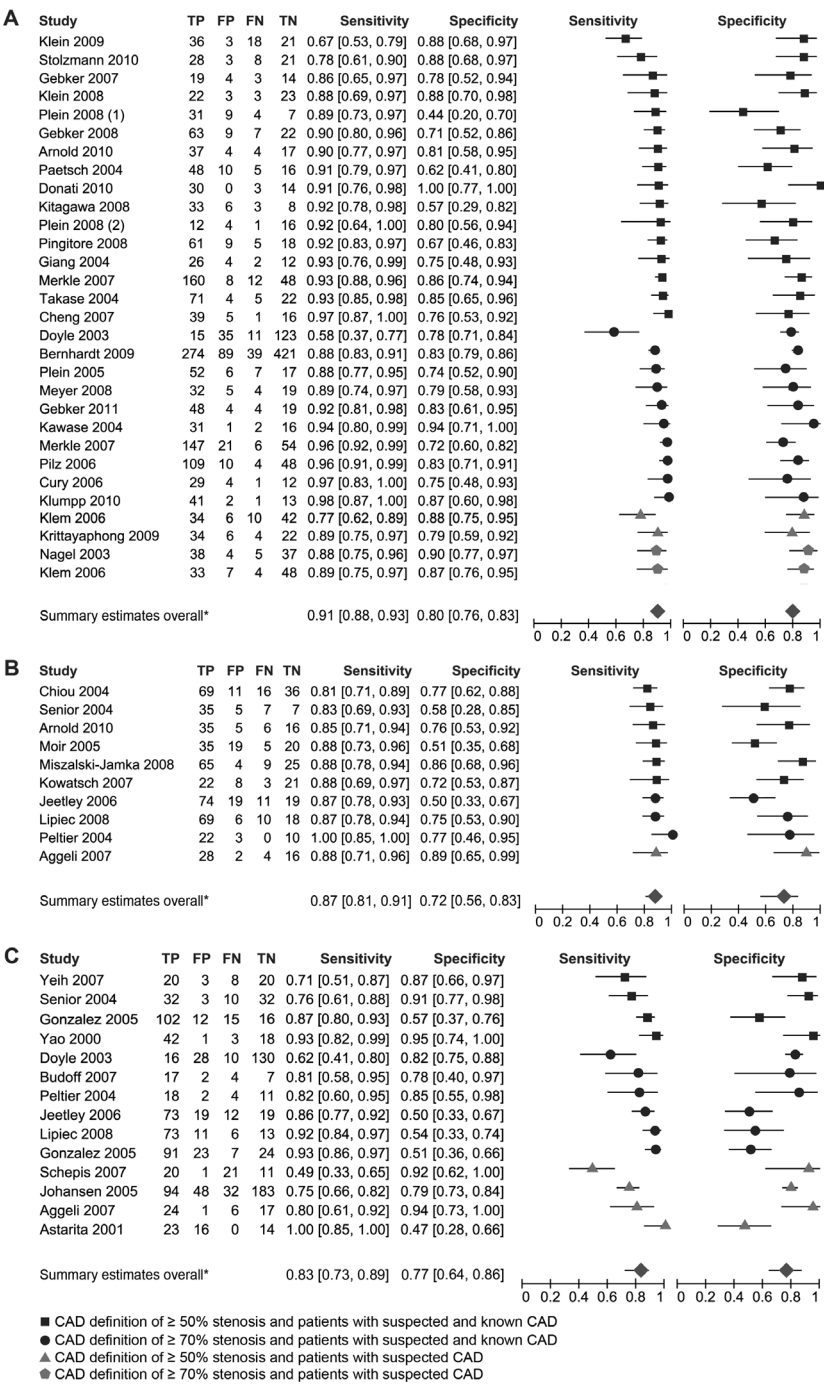 A Study TP FP FN TN Sensitivity Specificity Sensitivity Specificity
Klein 2009 36 3 18 21 0.67 [0.53, 0.79] 0.88 [0.68, 0.97]
Stolzmann 2010 28 3 8 21 0.78 [0.61, 0.90] 0.88 [0.68, 0.97]
Gebker 2007 19 4 3 14 0.86 [0.65, 0.97] 0.78 [0.52, 0.94]
Klein 2008 22 3 3 23 0.88 [0.69, 0.97] 0.88 [0.70, 0.98]
Plein 2008 (1) 31 9 4 7 0.89 [0.73, 0.97] 0.44 [0.20, 0.70]
Gebker 2008 63 9 7 22 0.90 [0.80, 0.96] 0.71 [0.52, 0.86]
Arnold 2010 37 4 4 17 0.90 [0.77, 0.97] 0.81 [0.58, 0.95]
Paetsch 2004 48 10 5 16 0.91 [0.79, 0.97] 0.62 [0.41, 0.80]
Donati 2010 30 0 3 14 0.91 [0.76, 0.98] 1.00 [0.77, 1.00]
Kitagawa 2008 33 6 3 8 0.92 [0.78, 0.98] 0.57 [0.29, 0.82]
Plein 2008 (2) 12 4 1 16 0.92 [0.64, 1.00] 0.80 [0.56, 0.94]
Pingitore 2008 61 9 5 18 0.92 [0.83, 0.97] 0.67 [0.46, 0.83]
Giang 2004 26 4 2 12 0.93 [0.76, 0.99] 0.75 [0.48, 0.93]
Merkle 2007 160 8 12 48 0.93 [0.88, 0.96] 0.86 [0.74, 0.94]
Takase 2004 71 4 5 22 0.93 [0.85, 0.98] 0.85 [0.65, 0.96]
Cheng 2007 39 5 1 16 0.97 [0.87, 1.00] 0.76 [0.53, 0.92]
Doyle 2003 15 35 11 123 0.58 [0.37, 0.77] 0.78 [0.71, 0.84]
Bernhardt 2009 274 89 39 421 0.88 [0.83, 0.91] 0.83 [0.79, 0.86]
Plein 2005 52 6 7 17 0.88 [0.77, 0.95] 0.74 [0.52, 0.90]
Meyer 2008 32 5 4 19 0.89 [0.74, 0.97] 0.79 [0.58, 0.93]
Gebker 2011 48 4 4 19 0.92 [0.81, 0.98] 0.83 [0.61, 0.95]
Kawase 2004 31 1 2 16 0.94 [0.80, 0.99] 0.94 [0.71, 1.00]
Merkle 2007 147 21 6 54 0.96 [0.92, 0.99] 0.72 [0.60, 0.82]
Pilz 2006 109 10 4 48 0.96 [0.91, 0.99] 0.83 [0.71, 0.91]
Cury 2006 29 4 1 12 0.97 [0.83, 1.00] 0.75 [0.48, 0.93]
Klumpp 2010 41 2 1 13 0.98 [0.87, 1.00] 0.87 [0.60, 0.98]
Klem 2006 34 6 10 42 0.77 [0.62, 0.89] 0.88 [0.75, 0.95]
Krittayaphong 2009 34 6 4 22 0.89 [0.75, 0.97] 0.79 [0.59, 0.92]
Nagel 2003 38 4 5 37 0.88 [0.75, 0.96] 0.90 [0.77, 0.97]
Klem 2006 33 7 4 48 0.89 [0.75, 0.97] 0.87 [0.76, 0.95]
Summary estimates overall* 0.91 [0.88, 0.93] 0.80 [0.76, 0.83]
0 0.2 0.4 0.6 0.8 1 0 0.2 0.4 0.6 0.8 1
B Study TP FP FN TN Sensitivity Specificity Sensitivity Specificity
Chiou 2004 69 11 16 36 0.81 [0.71, 0.89] 0.77 [0.62, 0.88]
Senior 2004 35 5 7 7 0.83 [0.69, 0.93] 0.58 [0.28, 0.85]
Arnold 2010 35 5 6 16 0.85 [0.71, 0.94] 0.76 [0.53, 0.92]
Moir 2005 35 19 5 20 0.88 [0.73, 0.96] 0.51 [0.35, 0.68]
Miszalski-Jamka 2008 65 4 9 25 0.88 [0.78, 0.94] 0.86 [0.68, 0.96]
Kowatsch 2007 22 8 3 21 0.88 [0.69, 0.97] 0.72 [0.53, 0.87]
Jeetley 2006 74 19 11 19 0.87 [0.78, 0.93] 0.50 [0.33, 0.67]
Lipiec 2008 69 6 10 18 0.87 [0.78, 0.94] 0.75 [0.53, 0.90]
Peltier 2004 22 3 0 10 1.00 [0.85, 1.00] 0.77 [0.46, 0.95]
Aggeli 2007 28 2 4 16 0.88 [0.71, 0.96] 0.89 [0.65, 0.99]
Summary estimates overall* 0.87 [0.81, 0.91] 0.72 [0.56, 0.83]
0 0.2 0.4 0.6 0.8 1 0 0.2 0.4 0.6 0.8 1
C Study TP FP FN TN Sensitivity Specificity Sensitivity Specificity
Yeih 2007 20 3 8 20 0.71 [0.51, 0.87] 0.87 [0.66, 0.97]
Senior 2004 32 3 10 32 0.76 [0.61, 0.88] 0.91 [0.77, 0.98]
Gonzalez 2005 102 12 15 16 0.87 [0.80, 0.93] 0.57 [0.37, 0.76]
Yao 2000 42 1 3 18 0.93 [0.82, 0.99] 0.95 [0.74, 1.00]
Doyle 2003 16 28 10 130 0.62 [0.41, 0.80] 0.82 [0.75, 0.88]
Budoff 2007 17 2 4 7 0.81 [0.58, 0.95] 0.78 [0.40, 0.97]
Peltier 2004 18 2 4 11 0.82 [0.60, 0.95] 0.85 [0.55, 0.98]
Jeetley 2006 73 19 12 19 0.86 [0.77, 0.92] 0.50 [0.33, 0.67]
Lipiec 2008 73 11 6 13 0.92 [0.84, 0.97] 0.54 [0.33, 0.74]
Gonzalez 2005 91 23 7 24 0.93 [0.86, 0.97] 0.51 [0.36, 0.66]
Schepis 2007 20 1 21 11 0.49 [0.33, 0.65] 0.92 [0.62, 1.00]
Johansen 2005 94 48 32 183 0.75 [0.66, 0.82] 0.79 [0.73, 0.84]
Aggeli 2007 24 1 6 17 0.80 [0.61, 0.92] 0.94 [0.73, 1.00]
Astarita 2001 23 16 0 14 1.00 [0.85, 1.00] 0.47 [0.28, 0.66]
Summary estimates overall* 0.83 [0.73, 0.89] 0.77 [0.64, 0.86]
0 0.2 0.4 0.6 0.8 1 0 0.2 0.4 0.6 0.8 1
CAD definition of ≥ 50% stenosis and patients with suspected and known CAD
CAD definition of ≥ 70% stenosis and patients with suspected and known CAD
CAD definition of ≥ 50% stenosis and patients with suspected CAD
CAD definition of ≥ 70% stenosis and patients with suspected CAD